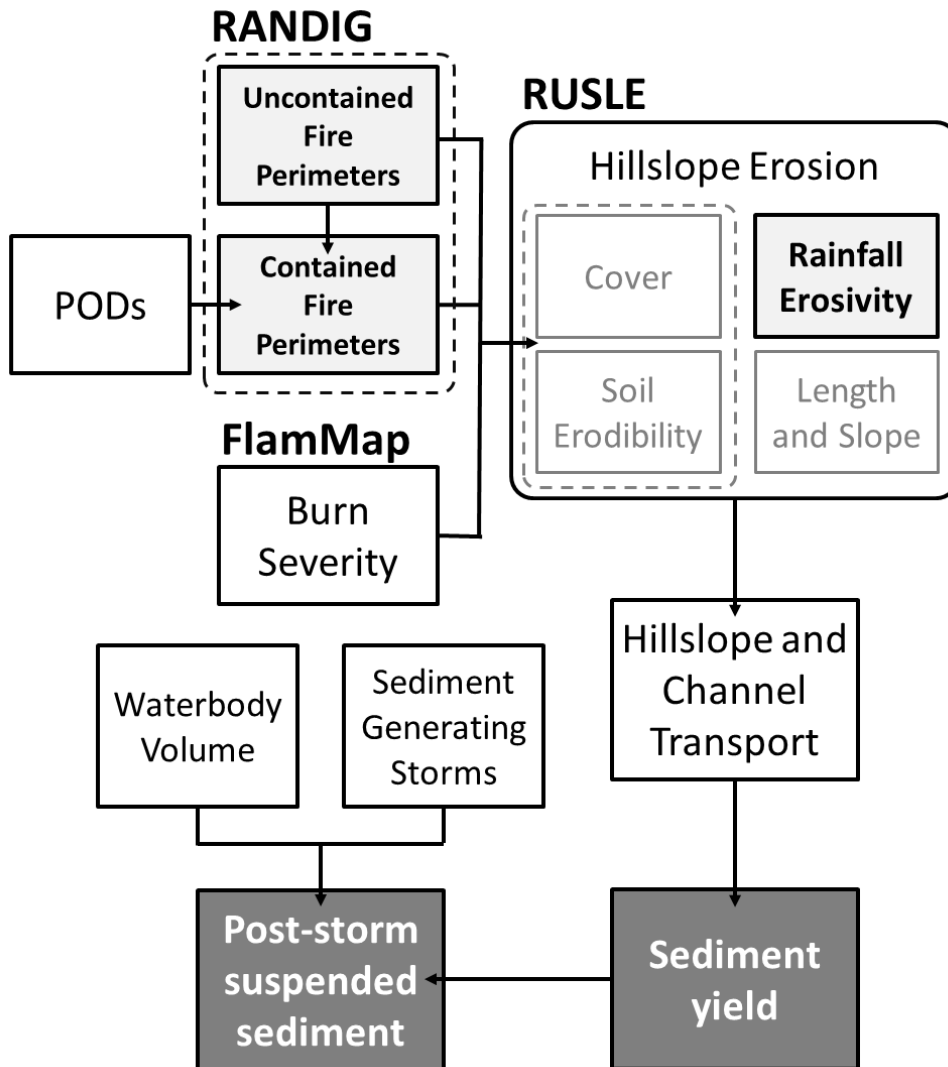 RANDIG
Uncontained
Fire
Perimeters
Contained
Fire
Perimeters
PODs
FlamMap
Burn
Severity
RUSLE
Hillslope Erosion
Cover
Rainfall
Erosivity
Soil
Erodibility
Length
and Slope
Hillslope and
Channel
Transport
Waterbody
Volume
Sediment
Generating
Storms
Post-storm
suspended
sediment
Sediment
yield